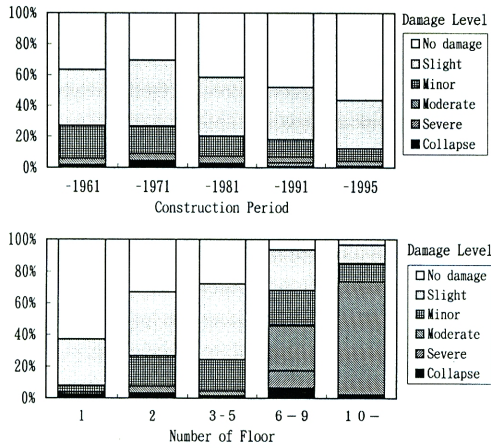 Damage Level
100%
80%
60%
40%
20%
0%
No damage
Slight
Minor
Moderate
Severe
Collapse
-1961 -1971 -1981 -1991 -1995
Construction Period
Damage Level
100%
80%
60%
40%
20%
0%
No damage
Slight
Minor
Moderate
Severe
Collapse
1 2 3-5 6-9 10-
Number of Floor